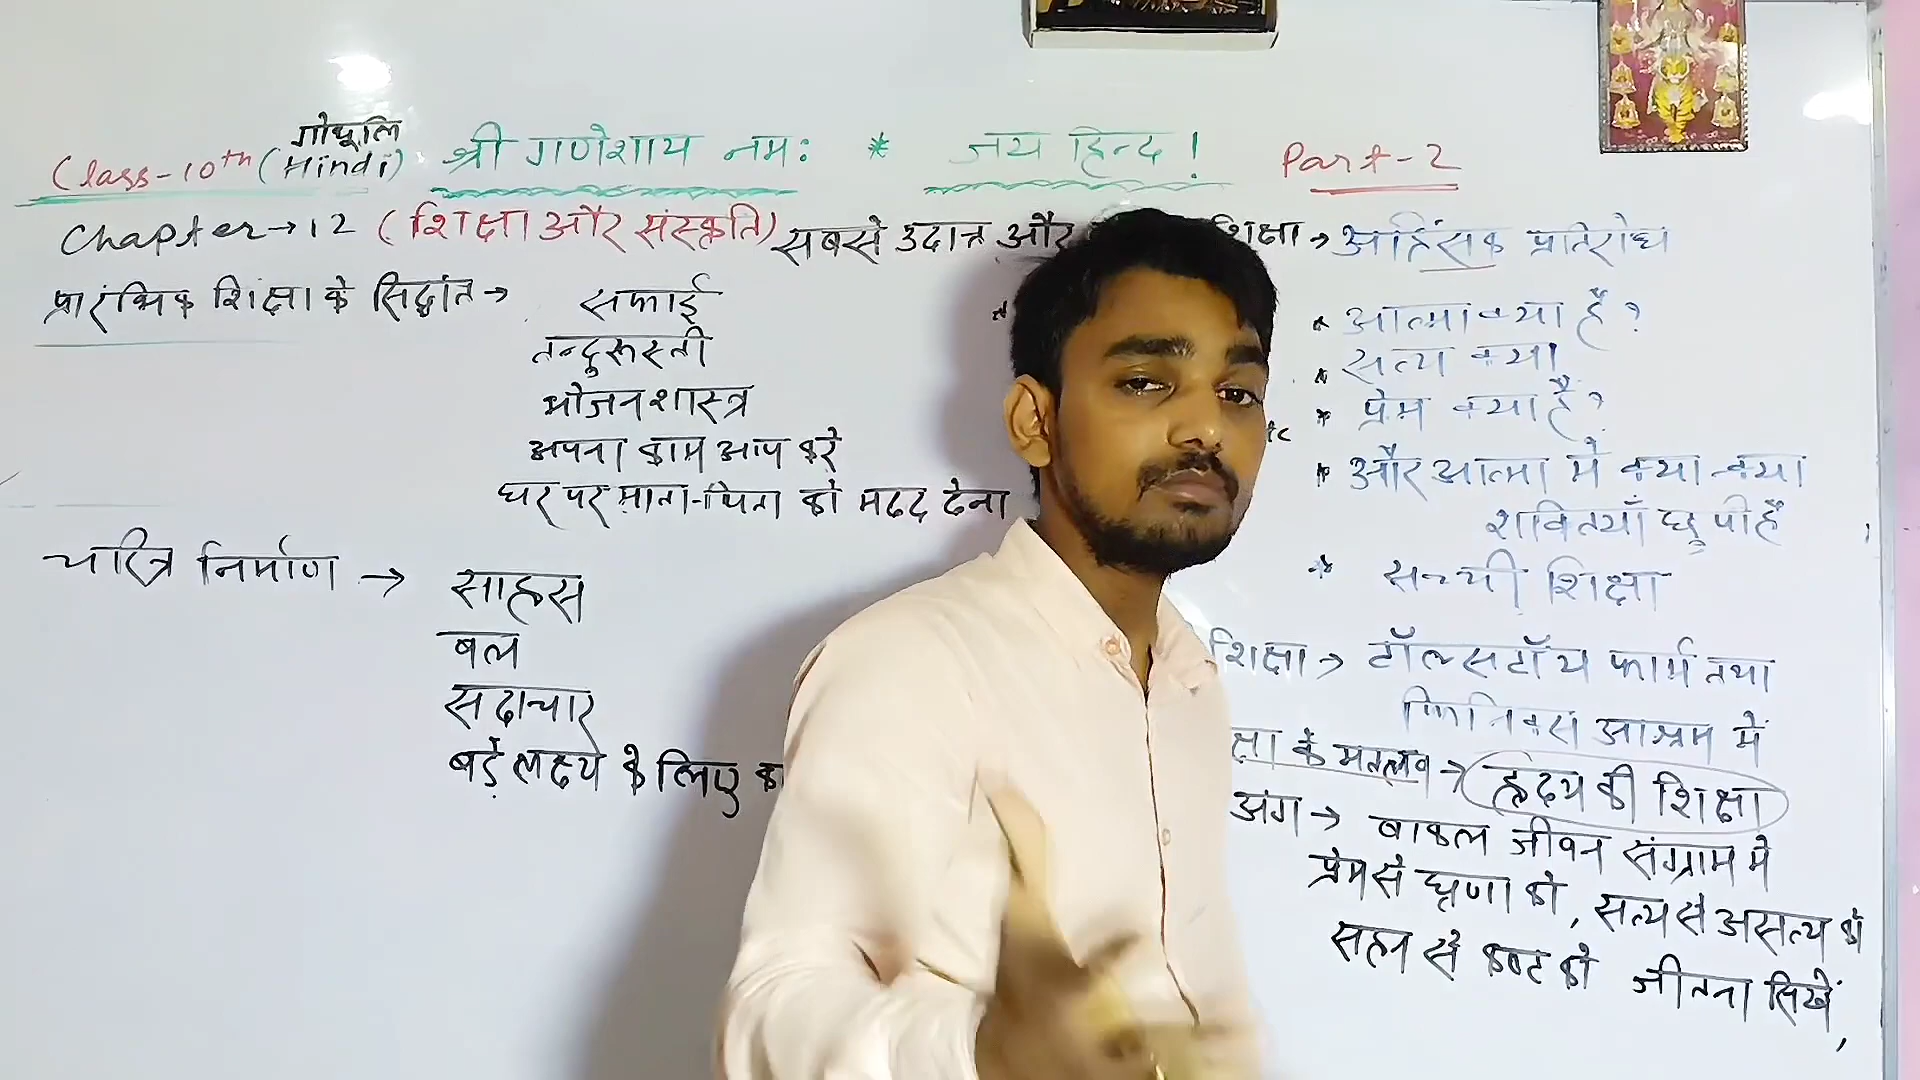 गोधूलि
Class-10th (Hindi) श्री गणेशाय नमः * जय हिन्द ! Part-2
Chapter→12 (शिक्षा और संस्कृति) सबसे उदात्त और शिक्षा → अहिंसक प्रतिरोध
प्रारंभिक शिक्षा के सिद्धांत → सफाई
तन्दुरूस्ती
भोजनशास्त्र
अपना काम आप करे
घर पर माता-पिता को मदद देना
चरित्र निर्माण → साहस
बल
सदाचार
बड़े लक्ष्य के लिए
* आत्मा क्या है ?
* सत्य क्या
* प्रेम क्या है ?
* और आत्मा में क्या-क्या
शक्तियाँ छुपी हैं
* सच्ची शिक्षा
शिक्षा → टॉल्सटॉय फार्म तथा
फिनिक्स आश्रम में
के मतलब → हृदय की शिक्षा
अंग → बालक जीवन संग्राम मे
प्रेम से घृणा को, सत्य से असत्य को
सहन से कष्ट को जीतना सिखें,